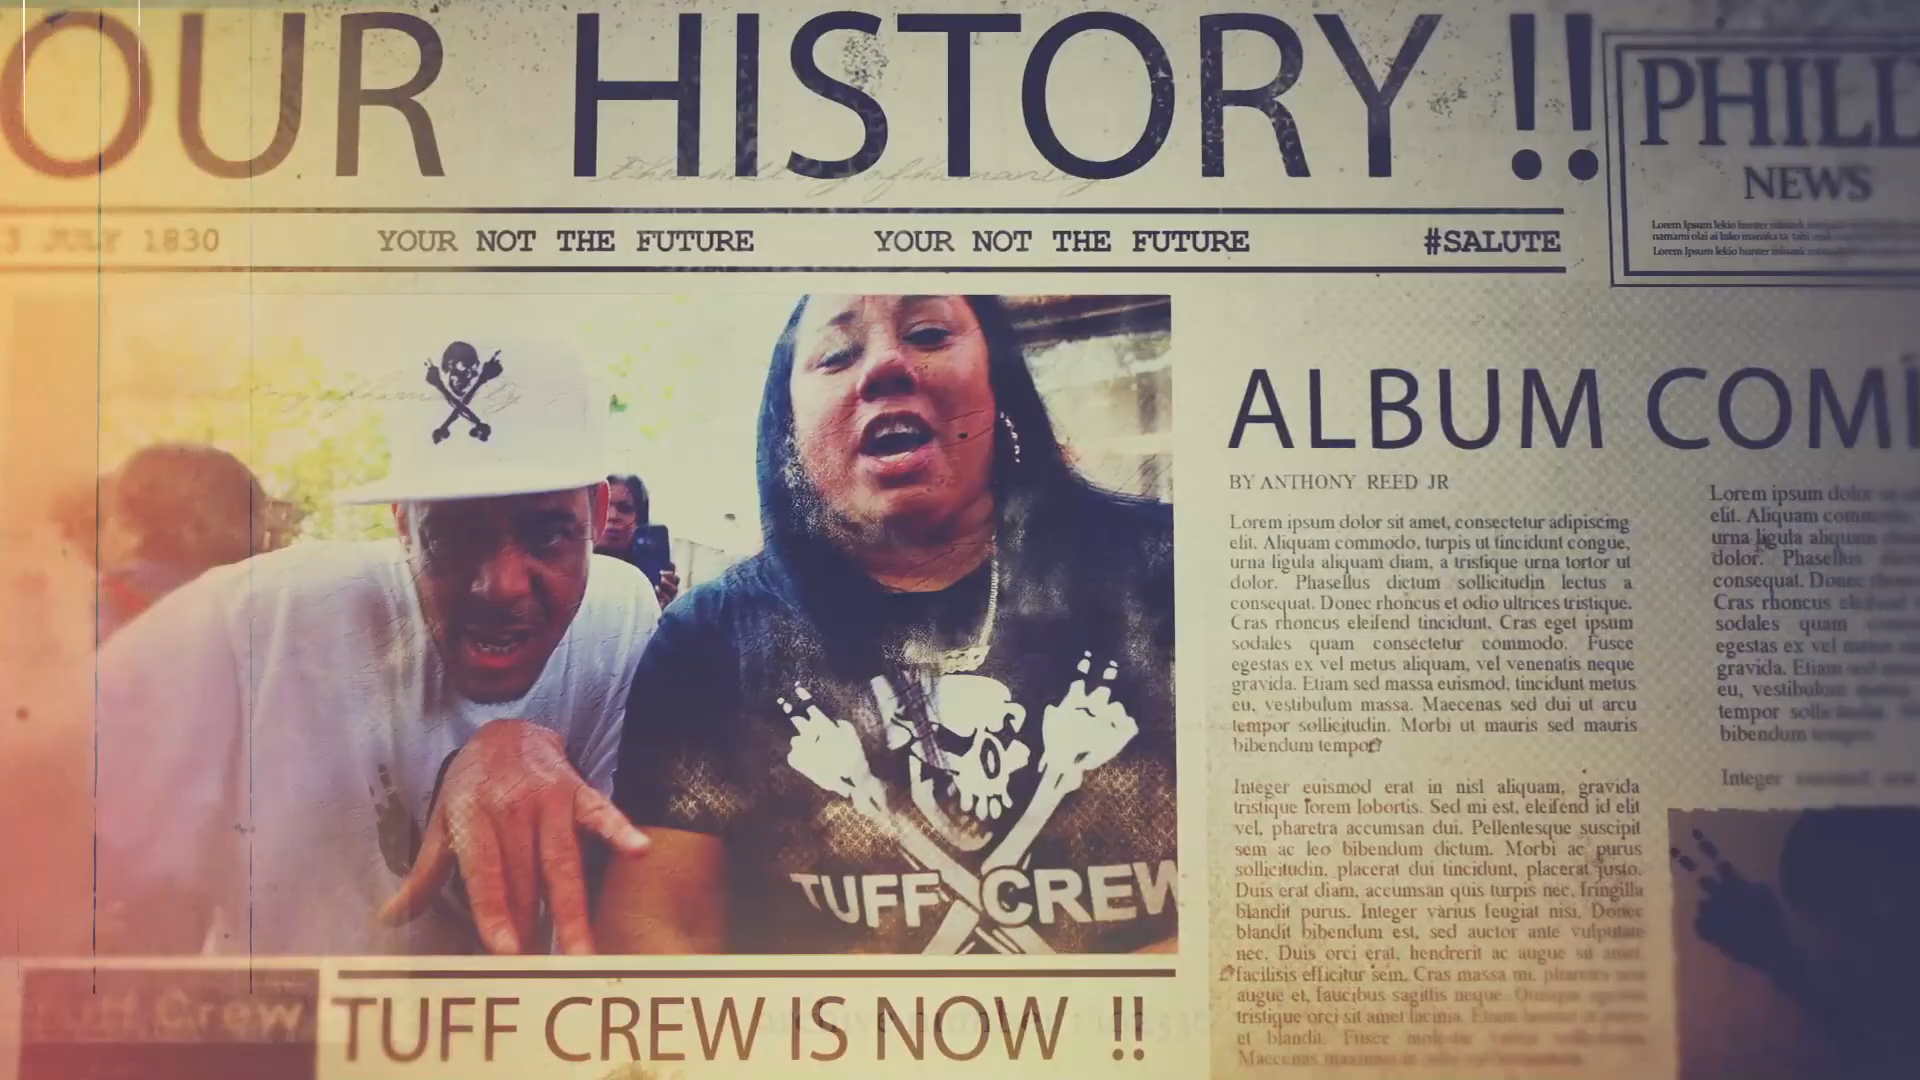 OUR HISTORY !!
PHILL
NEWS
3 JULY 1830 YOUR NOT THE FUTURE YOUR NOT THE FUTURE #SALUTE
TUFF CREW
TUFF CREW IS NOW !!
ALBUM COMI
BY ANTHONY REED JR
Lorem ipsum dolor sit amet, consectetur adipiscing
elit. Aliquam commodo, turpis ut tincidunt congue,
urna ligula aliquam diam, a tristique urna tortor ut
dolor. Phasellus dictum sollicitudin lectus a
consequat. Donec rhoncus et odio ultrices tristique.
Cras rhoncus eleifend tincidunt. Cras eget ipsum
sodales quam consectetur commodo. Fusce
egestas ex vel metus aliquam, vel venenatis neque
gravida. Etiam sed massa euismod, tincidunt metus
eu, vestibulum massa. Maecenas sed dui ut arcu
tempor sollicitudin. Morbi ut mauris sed mauris
bibendum tempor?
Integer euismod erat in nisl aliquam, gravida
tristique lorem lobortis. Sed mi est, eleifend id elit
vel, pharetra accumsan dui. Pellentesque suscipit
sem ac leo bibendum dictum. Morbi ac purus
sollicitudin, placerat dui tincidunt, placerat justo.
Duis erat diam, accumsan quis turpis nec, fringilla
blandit purus. Integer varius feugiat nisi. Donec
blandit bibendum est, sed auctor ante vulputate
nec. Duis orci erat, hendrerit ac augue sit amet,
facilisis efficitur sem. Cras massa mi, pharetra
augue et, faucibus sagittis neque.
tristique orci sit amet lacinia.
et blandit. Fusce
Maecenas
Lorem ipsum dolor
elit. Aliquam
urna ligula
dolor. Phasellus
consequat. Donec
Cras rhoncus
sodales quam
egestas ex vel
gravida. Etiam
eu, vestibulum
tempor
bibendum
Integer
Crew